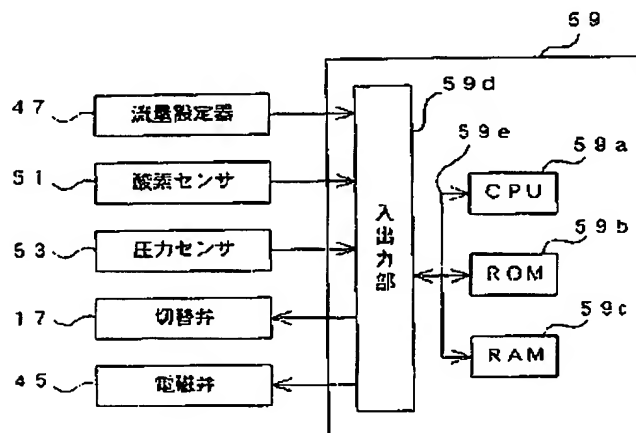 59
47 流量設定器
59d
59e
51 酸素センサ
59a
CPU
53 圧力センサ
入出力部
59b
ROM
17 切替弁
59c
RAM
45 電磁弁